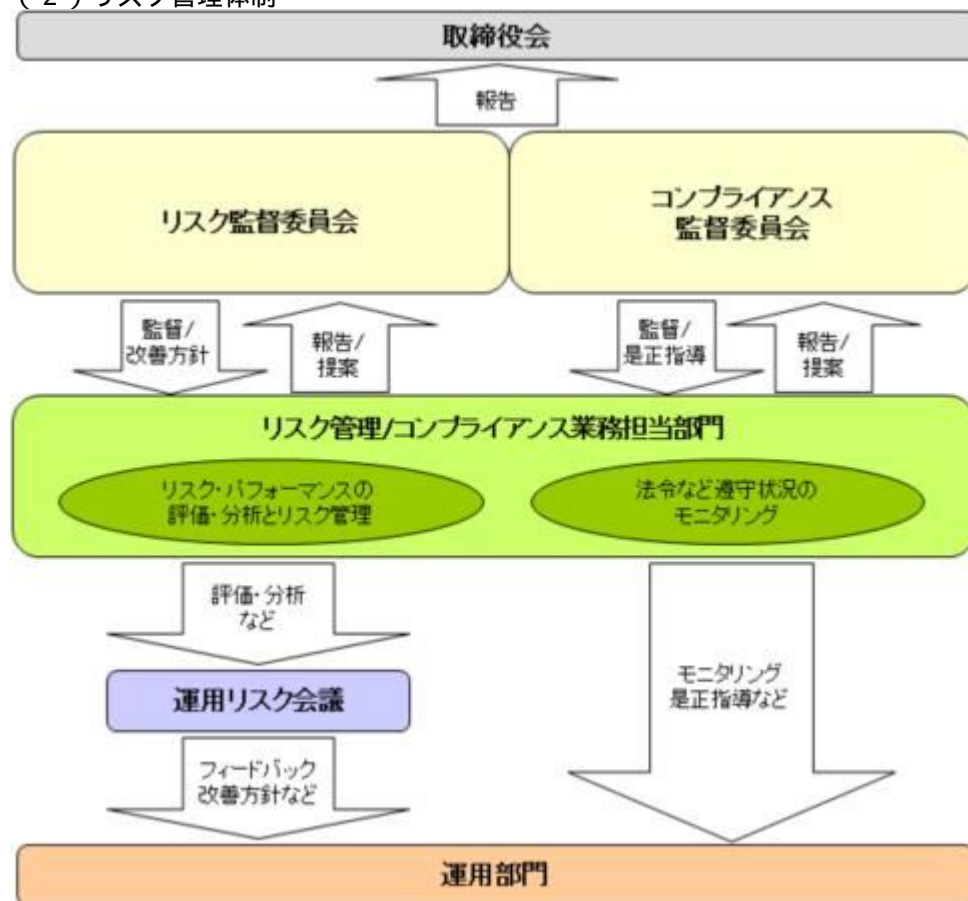 (2)リスク管理体制
取締役会
報告
リスク監督委員会
コンプライアンス
監督委員会
監督/
改善方針
報告/
提案
監督/
是正指導
報告/
提案
リスク管理/コンプライアンス業務担当部門
リスク・パフォーマンスの
評価・分析とリスク管理
法令など遵守状況の
モニタリング
評価・分析
など
運用リスク会議
モニタリング
是正指導など
フィードバック
改善方針など
運用部門